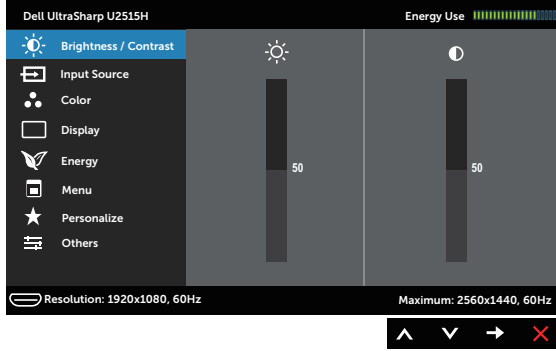 Dell UltraSharp U2515H
Energy Use
Brightness / Contrast
Input Source
Color
Display
Energy
Menu
Personalize
Others
50
50
Resolution: 1920x1080, 60Hz
Maximum: 2560x1440, 60Hz